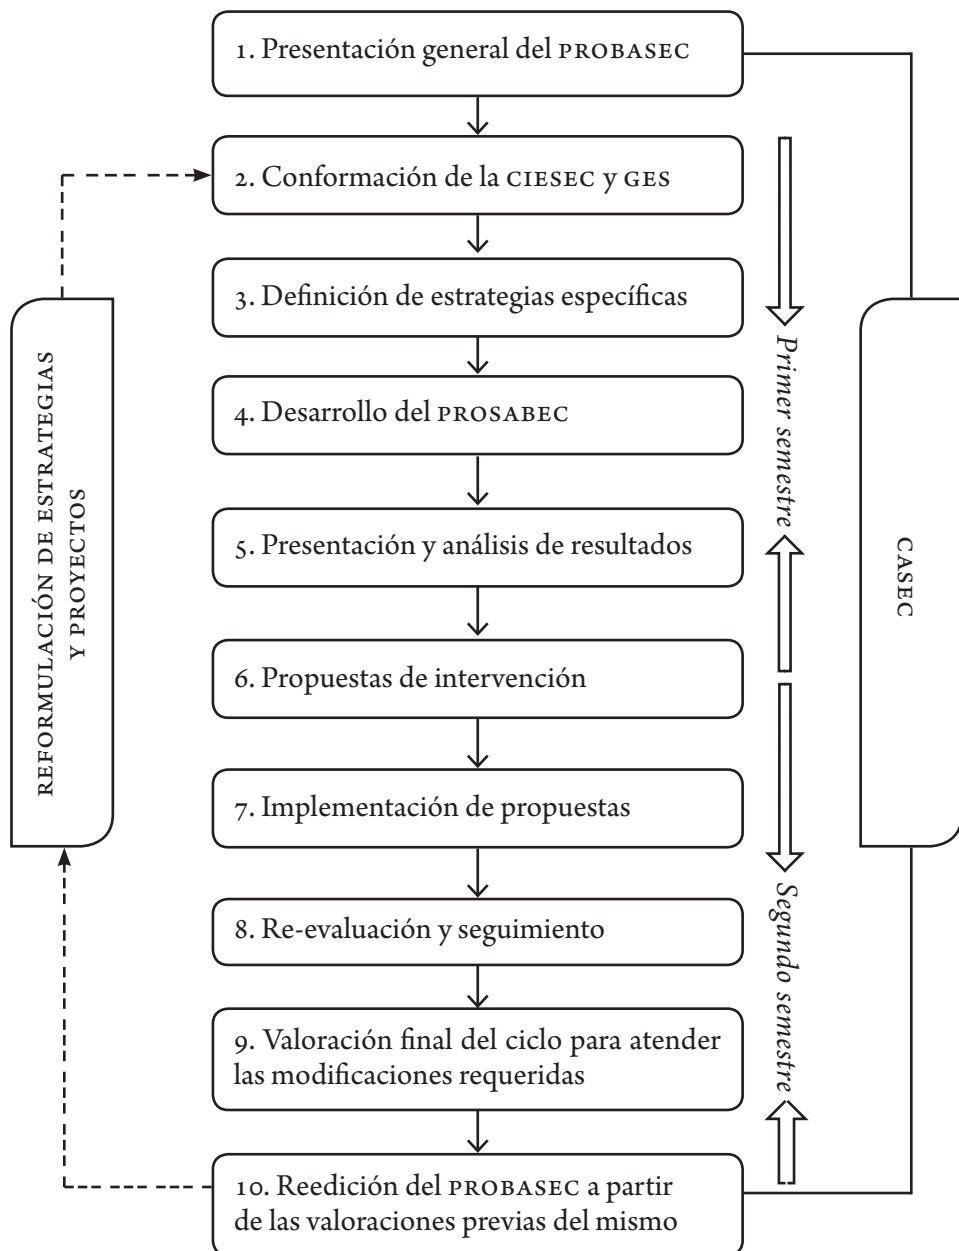 1. Presentación general del PROBASEC
2. Conformación de la CIESEC y GES
3. Definición de estrategias específicas
4. Desarrollo del PROSABEC
5. Presentación y análisis de resultados
6. Propuestas de intervención
7. Implementación de propuestas
8. Re-evaluación y seguimiento
9. Valoración final del ciclo para atender
las modificaciones requeridas
10. Reedición del PROBASEC a partir
de las valoraciones previas del mismo
REFORMULACIÓN DE ESTRATEGIAS
Y PROYECTOS
Primer semestre
Segundo semestre
CASEC